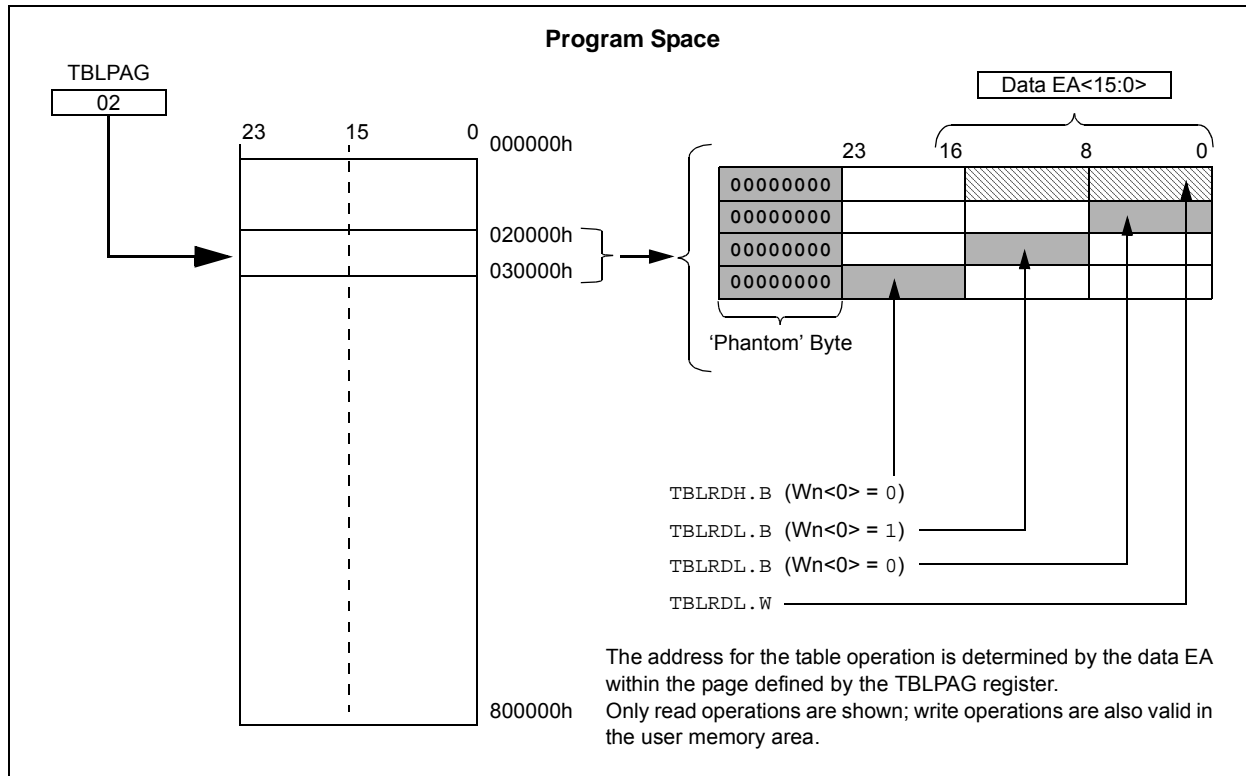 Program Space
TBLPAG
02
Data EA<15:0>
23 15 0
000000h
020000h
030000h
800000h
23 16 8 0
00000000
00000000
00000000
00000000
‘Phantom’ Byte
TBLRDH.B (Wn<0> = 0)
TBLRDL.B (Wn<0> = 1)
TBLRDL.B (Wn<0> = 0)
TBLRDL.W
The address for the table operation is determined by the data EA
within the page defined by the TBLPAG register.
Only read operations are shown; write operations are also valid in
the user memory area.